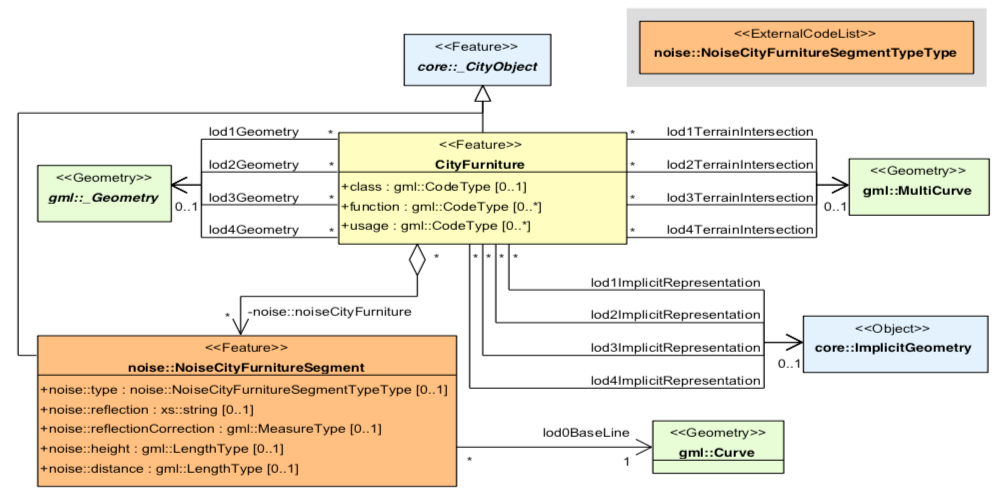 <<Feature>>
core::_CityObject
<<ExternalCodeList>>
noise::NoiseCityFurnitureSegmentTypeType
lod1Geometry *
lod2Geometry *
lod3Geometry *
lod4Geometry *
<<Geometry>>
gml::_Geometry
0..1
<<Feature>>
CityFurniture
+class : gml::CodeType [0..1]
+function : gml::CodeType [0..*]
+usage : gml::CodeType [0..*]
* lod1TerrainIntersection
* lod2TerrainIntersection
* lod3TerrainIntersection
* lod4TerrainIntersection
<<Geometry>>
gml::MultiCurve
0..1
*
* * * *
lod1ImplicitRepresentation
lod2ImplicitRepresentation
lod3ImplicitRepresentation
lod4ImplicitRepresentation
<<Object>>
core::ImplicitGeometry
0..1
* -noise::noiseCityFurniture
<<Feature>>
noise::NoiseCityFurnitureSegment
+noise::type : noise::NoiseCityFurnitureSegmentTypeType [0..1]
+noise::reflection : xs::string [0..1]
+noise::reflectionCorrection : gml::MeasureType [0..1]
+noise::height : gml::LengthType [0..1]
+noise::distance : gml::LengthType [0..1]
lod0BaseLine
* 1
<<Geometry>>
gml::Curve